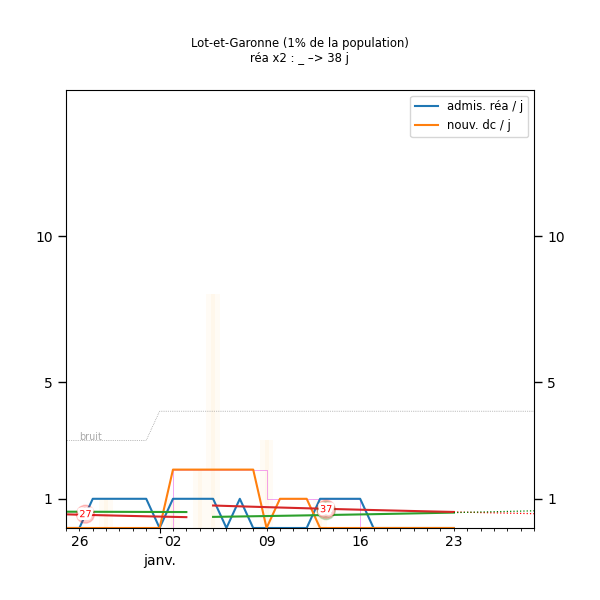 Lot-et-Garonne (1% de la population)
réa x2 : _ –> 38 j
admis. réa / j
nouv. dc / j
10
10
5
5
bruit
1
1
27
37
26
02
09
16
23
janv.